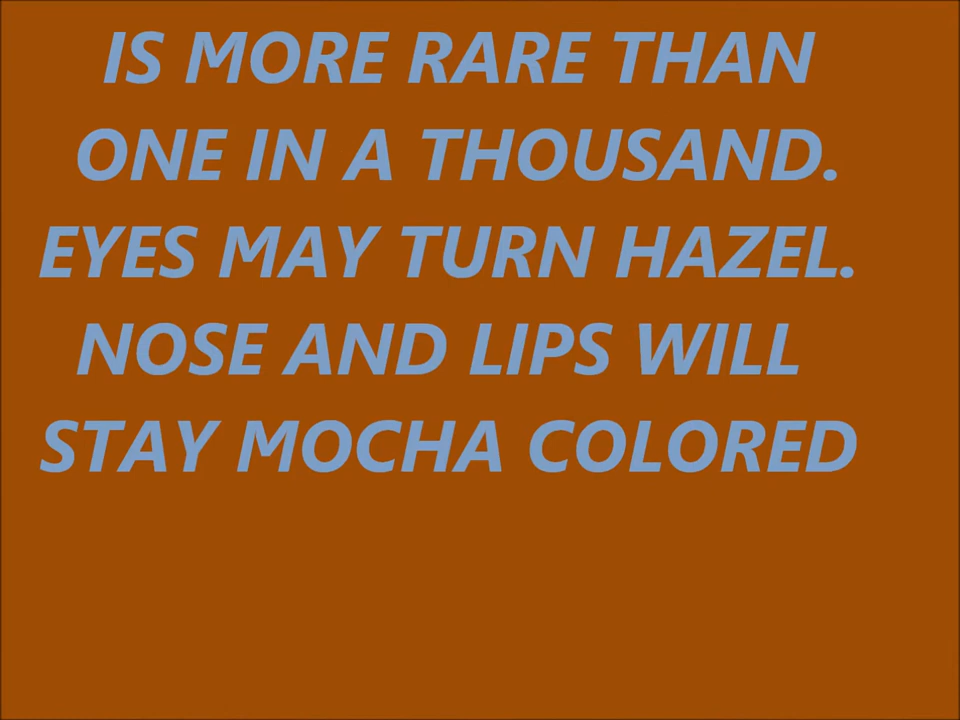 IS MORE RARE THAN
ONE IN A THOUSAND.
EYES MAY TURN HAZEL.
NOSE AND LIPS WILL
STAY MOCHA COLORED